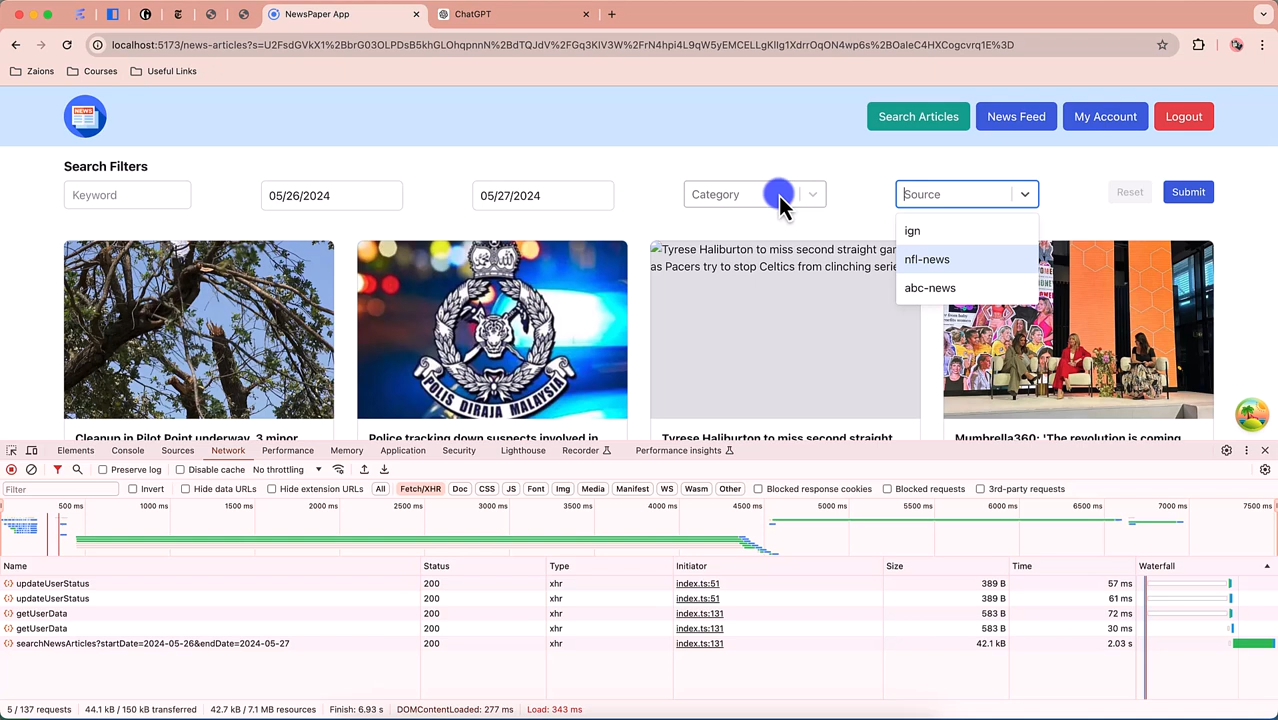 NewsPaper App
ChatGPT
localhost:5173/news-articles?s=U2FsdGVkX1%2BbrG03OLPDsB5khGLOhqpnnN%2BdTQJdV%2FGq3KIV3W%2FrN4hpi4L9qW5yEMCELLgKlIg1XdrrOqON4wp6s%2BOaleC4HXCogcvrq1E%3D
Zaions
Courses
Useful Links
NEWS
Search Articles
News Feed
My Account
Logout
Search Filters
Keyword
05/26/2024
05/27/2024
Category
Source
Reset
Submit
ign
nfl-news
abc-news
Tyrese Haliburton to miss second straight gam
as Pacers try to stop Celtics from clinching serie
POLIS DIRAJA MALAYSIA
Cleanup in Pilot Point underway, 3 minor
Police tracking down suspects involved in
Tyrese Haliburton to miss second straight
Mumbrella360: 'The revolution is coming
Elements
Console
Sources
Network
Performance
Memory
Application
Security
Lighthouse
Recorder
Performance insights
Preserve log
Disable cache
No throttling
Filter
Invert
Hide data URLs
Hide extension URLs
All
Fetch/XHR
Doc
CSS
JS
Font
Img
Media
Manifest
WS
Wasm
Other
Blocked response cookies
Blocked requests
3rd-party requests
500 ms
1000 ms
1500 ms
2000 ms
2500 ms
3000 ms
3500 ms
4000 ms
4500 ms
5000 ms
5500 ms
6000 ms
6500 ms
7000 ms
7500 ms
Name Status Type Initiator Size Time Waterfall
updateUserStatus 200 xhr index.ts:51 389 B 57 ms
updateUserStatus 200 xhr index.ts:51 389 B 61 ms
getUserData 200 xhr index.ts:131 583 B 72 ms
getUserData 200 xhr index.ts:131 583 B 30 ms
searchNewsArticles?startDate=2024-05-26&endDate=2024-05-27 200 xhr index.ts:131 42.1 kB 2.03 s
5 / 137 requests 44.1 kB / 150 kB transferred 42.7 kB / 7.1 MB resources Finish: 6.93 s DOMContentLoaded: 277 ms Load: 343 ms